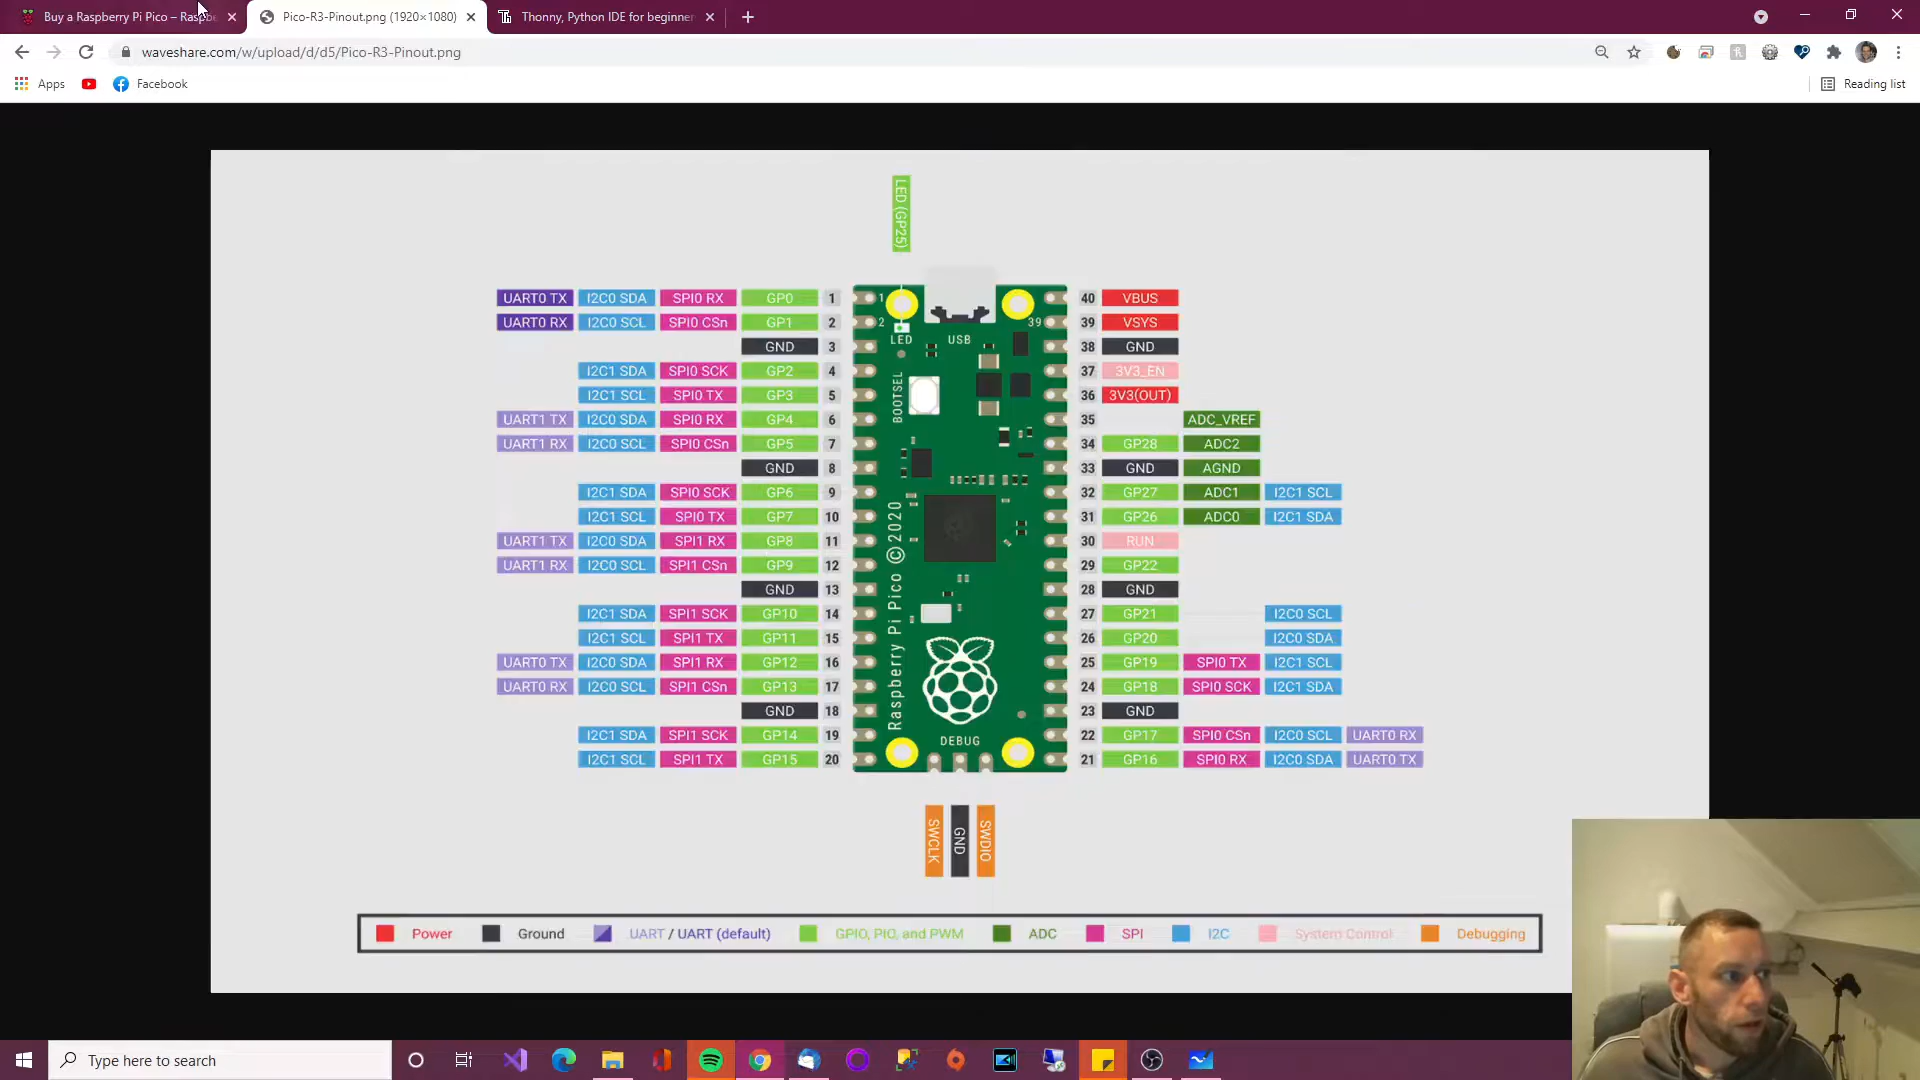 Buy a Raspberry Pi Pico – Raspbe
Pico-R3-Pinout.png (1920×1080)
Thonny, Python IDE for beginner
waveshare.com/w/upload/d/d5/Pico-R3-Pinout.png
Apps
Facebook
Reading list
LED (GP25)
UART0 TX I2C0 SDA SPI0 RX GP0 1 1 40 VBUS
UART0 RX I2C0 SCL SPI0 CSn GP1 2 2 39 39 VSYS
LED USB
GND 3 38 GND
I2C1 SDA SPI0 SCK GP2 4 37 3V3_EN
I2C1 SCL SPI0 TX GP3 5 BOOTSEL 36 3V3(OUT)
UART1 TX I2C0 SDA SPI0 RX GP4 6 35 ADC_VREF
UART1 RX I2C0 SCL SPI0 CSn GP5 7 34 GP28 ADC2
GND 8 33 GND AGND
I2C1 SDA SPI0 SCK GP6 9 32 GP27 ADC1 I2C1 SCL
I2C1 SCL SPI0 TX GP7 10 31 GP26 ADC0 I2C1 SDA
UART1 TX I2C0 SDA SPI1 RX GP8 11 30 RUN
UART1 RX I2C0 SCL SPI1 CSn GP9 12 29 GP22
GND 13 28 GND
I2C1 SDA SPI1 SCK GP10 14 Raspberry Pi Pico © 2020 27 GP21 I2C0 SCL
I2C1 SCL SPI1 TX GP11 15 26 GP20 I2C0 SDA
UART0 TX I2C0 SDA SPI1 RX GP12 16 25 GP19 SPI0 TX I2C1 SCL
UART0 RX I2C0 SCL SPI1 CSn GP13 17 24 GP18 SPI0 SCK I2C1 SDA
GND 18 23 GND
I2C1 SDA SPI1 SCK GP14 19 DEBUG 22 GP17 SPI0 CSn I2C0 SCL UART0 RX
I2C1 SCL SPI1 TX GP15 20 21 GP16 SPI0 RX I2C0 SDA UART0 TX
SWCLK GND SWDIO
Power Ground UART / UART (default) GPIO, PIO, and PWM ADC SPI I2C System Control Debugging
Type here to search